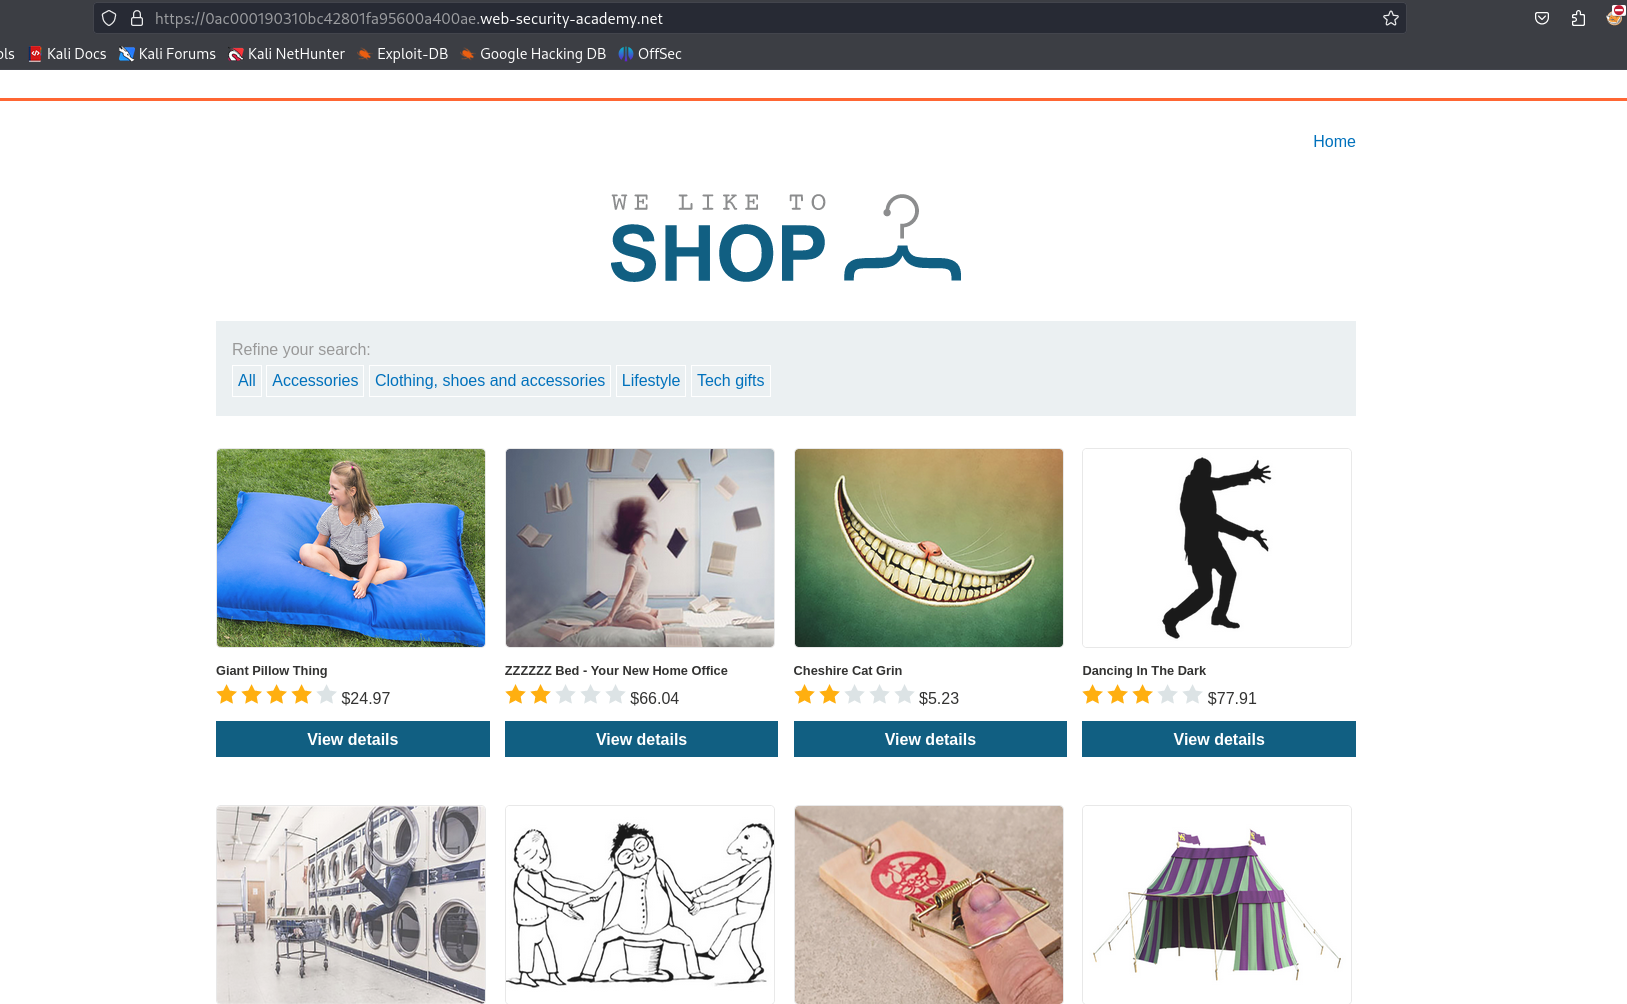 https://0ac000190310bc42801fa95600a400ae.web-security-academy.net
ols Kali Docs Kali Forums Kali NetHunter Exploit-DB Google Hacking DB OffSec
Home
WE LIKE TO
SHOP
Refine your search:
All Accessories Clothing, shoes and accessories Lifestyle Tech gifts
Giant Pillow Thing ZZZZZZ Bed - Your New Home Office Cheshire Cat Grin Dancing In The Dark
$24.97 $66.04 $5.23 $77.91
View details View details View details View details